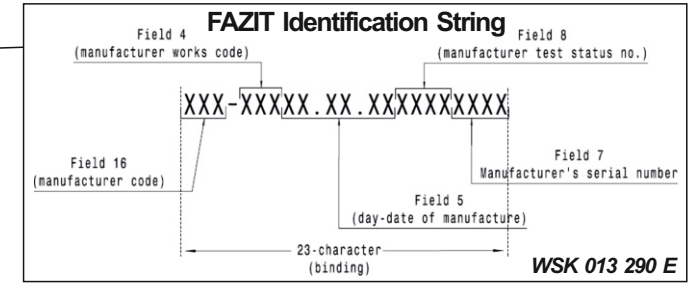 FAZIT Identification String
Field 4
(manufacturer works code)
Field 8
(manufacturer test status no.)
XXX-XXXXX.XX.XXXXXXXXXX
Field 16
(manufacturer code)
Field 7
Manufacturer's serial number
Field 5
(day-date of manufacture)
23-character
(binding)
WSK 013 290 E